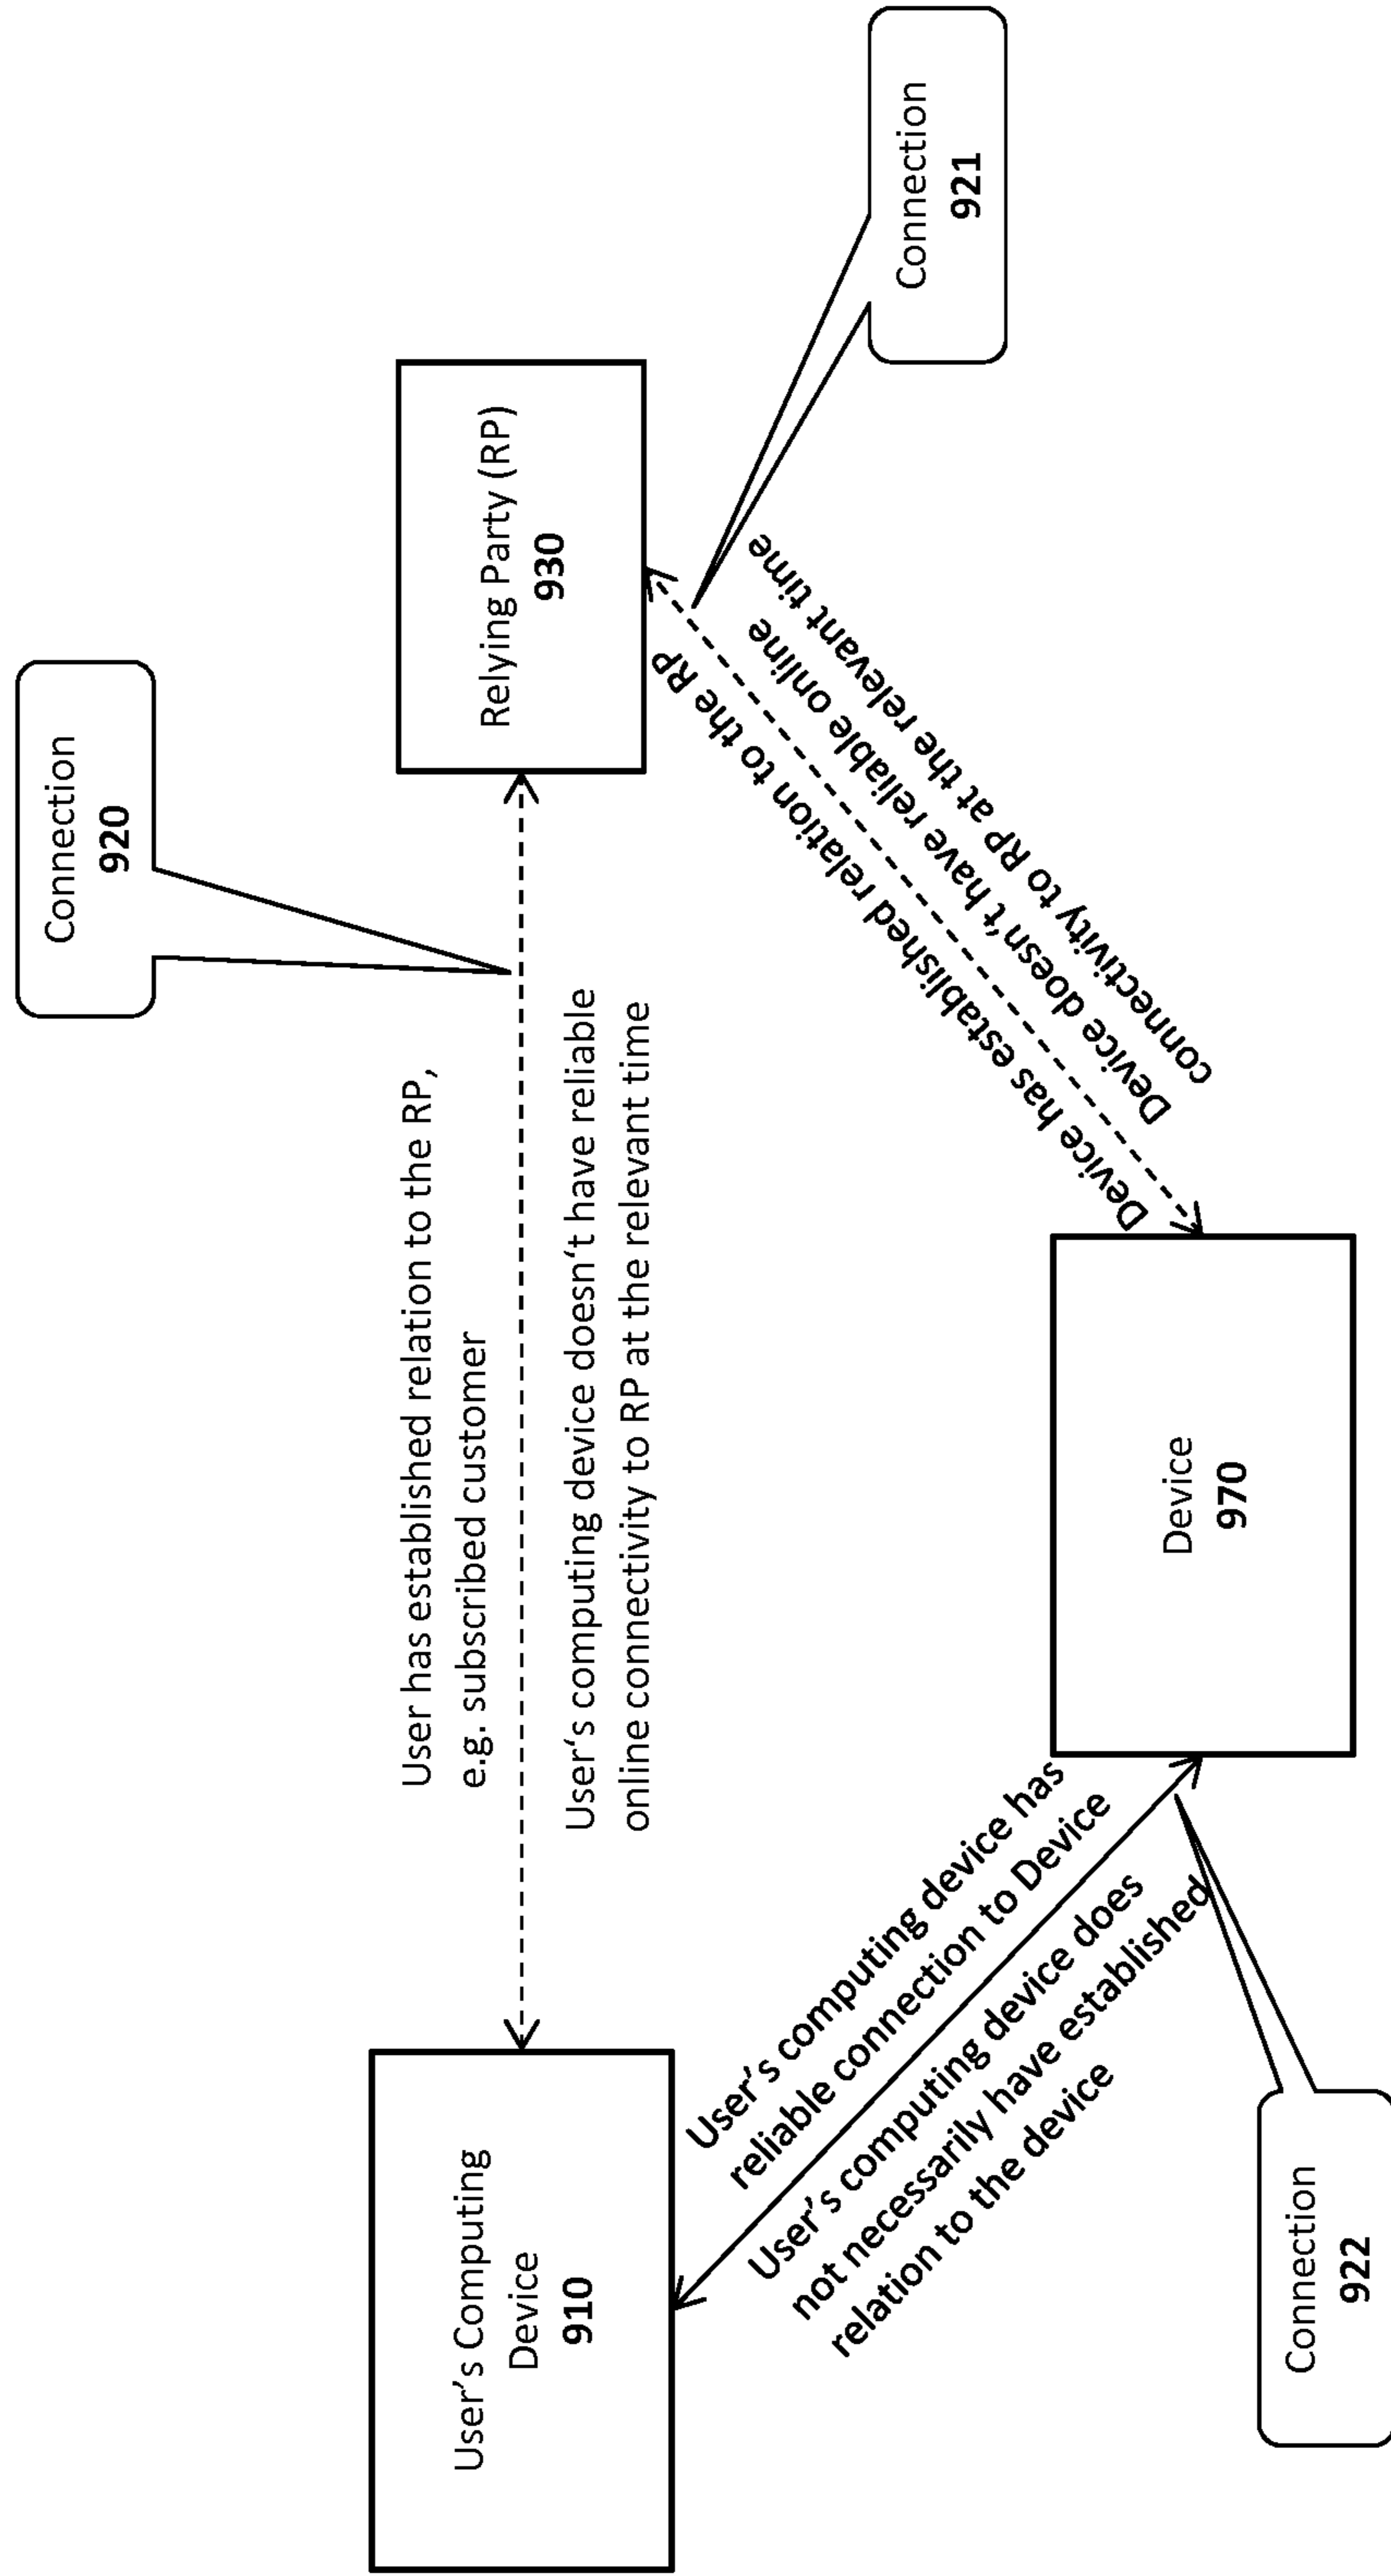 Connection
920
User has established relation to the RP,
e.g. subscribed customer
User's Computing
Device
910
Relying Party (RP)
930
User‘s computing device doesn‘t have reliable
online connectivity to RP at the relevant time
User's computing device has
reliable connection to Device
User's computing device does
not necessarily have established
relation to the device
Device has established relation to the RP
Device doesn‘t have reliable online
connectivity to RP at the relevant time
Connection
921
Device
970
Connection
922